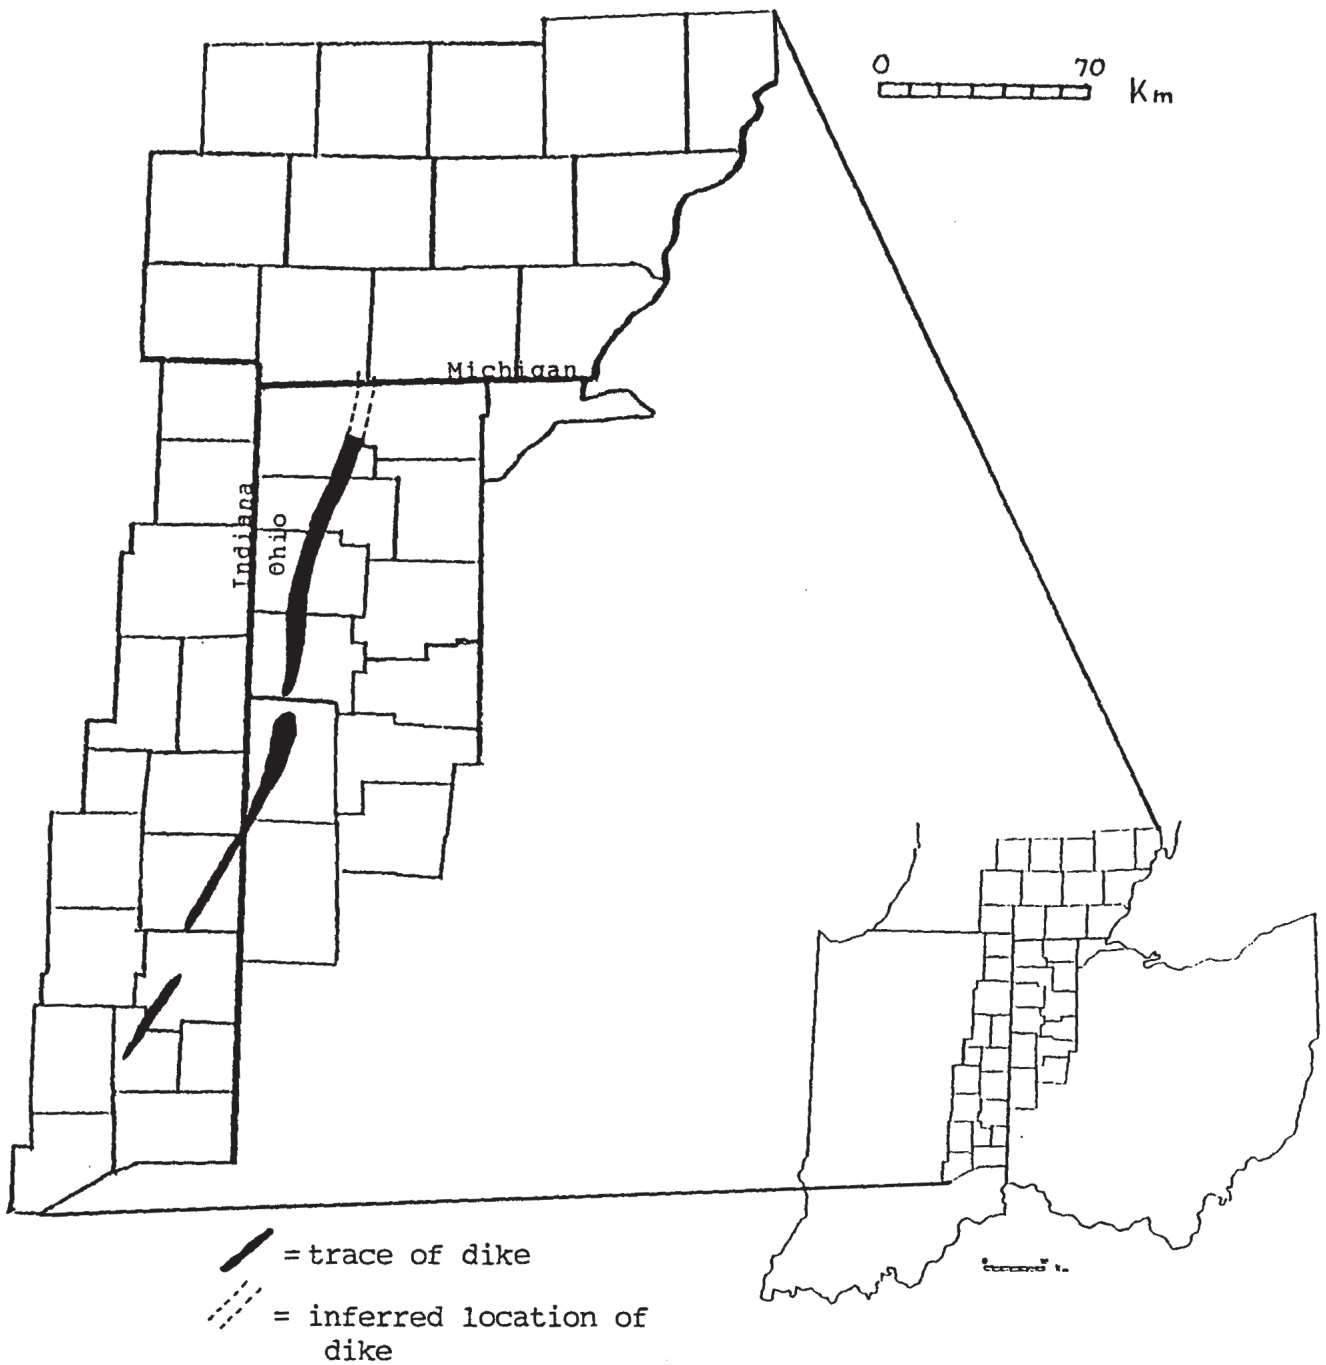 0 70 Km
Michigan
Indiana
Ohio
= trace of dike
= inferred location of
dike